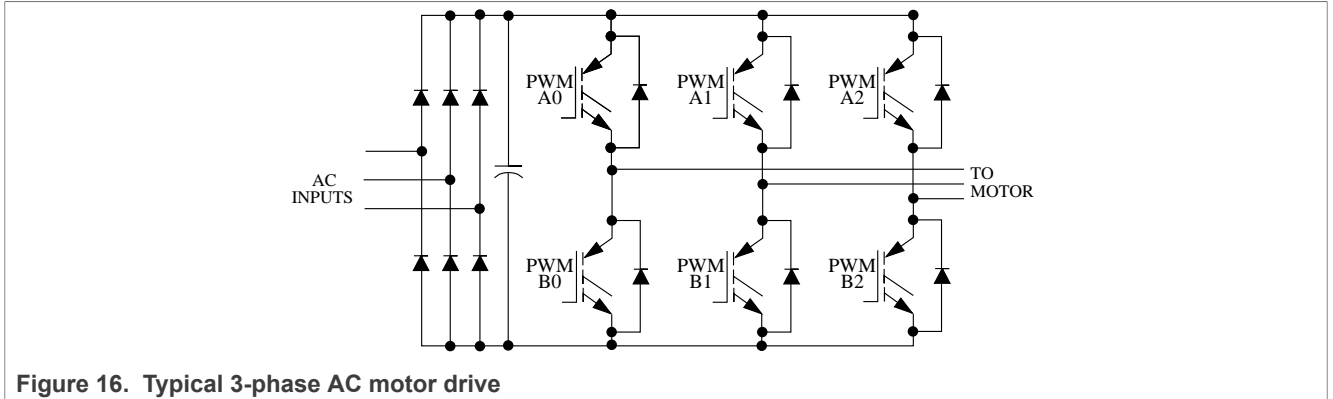 PWM
A0
PWM
A1
PWM
A2
AC
INPUTS
TO
MOTOR
PWM
B0
PWM
B1
PWM
B2
Figure 16. Typical 3-phase AC motor drive